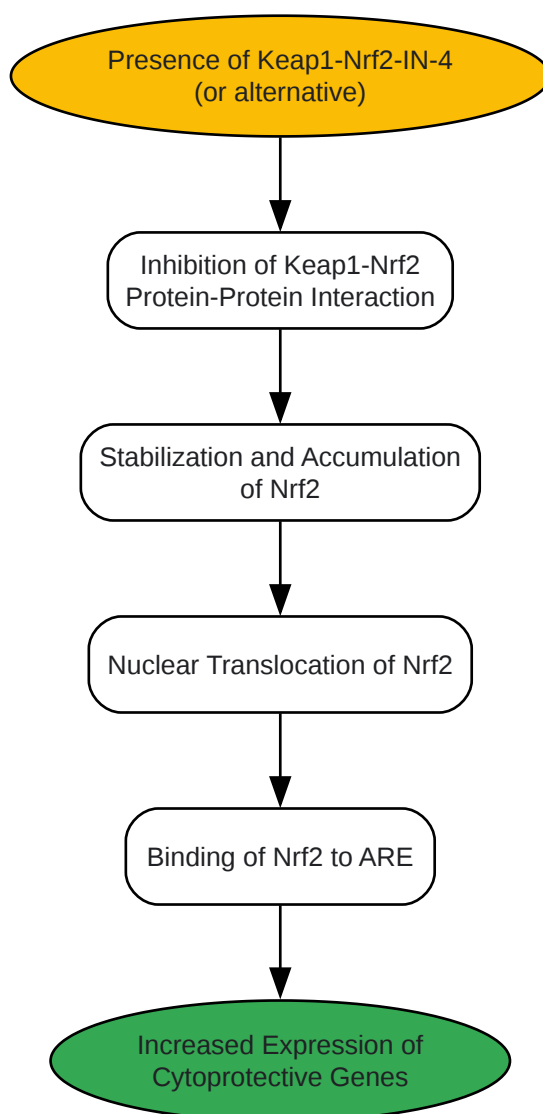 Presence of Keap1-Nrf2-IN-4
(or alternative)
Inhibition of Keap1-Nrf2
Protein-Protein Interaction
Stabilization and Accumulation
of Nrf2
Nuclear Translocation of Nrf2
Binding of Nrf2 to ARE
Increased Expression of
Cytoprotective Genes